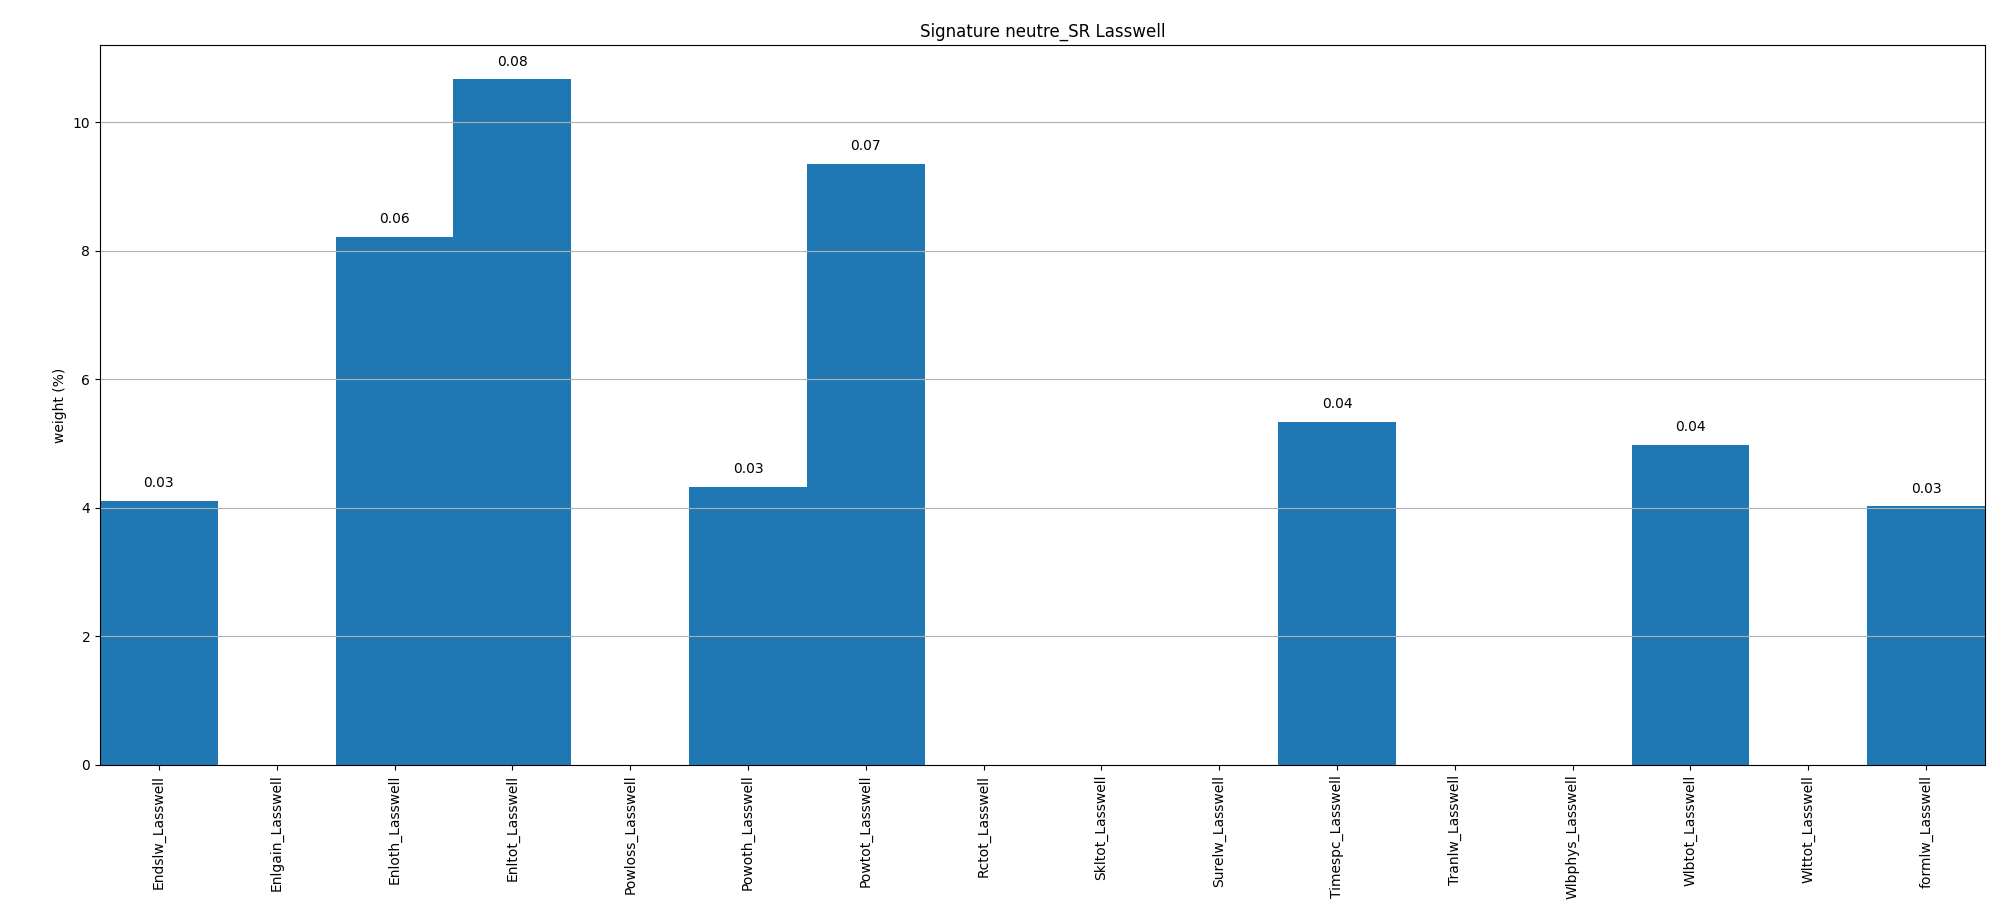 Signature neutre_SR Lasswell
weight (%)
10
8
6
4
2
0
0.03
0.06
0.08
0.03
0.07
0.04
0.04
0.03
Endslw_Lasswell
Enlgain_Lasswell
Enloth_Lasswell
Enltot_Lasswell
Powloss_Lasswell
Powoth_Lasswell
Powtot_Lasswell
Rctot_Lasswell
Skltot_Lasswell
Surelw_Lasswell
Timespc_Lasswell
Tranlw_Lasswell
Wlbphys_Lasswell
Wlbtot_Lasswell
Wlttot_Lasswell
formlw_Lasswell